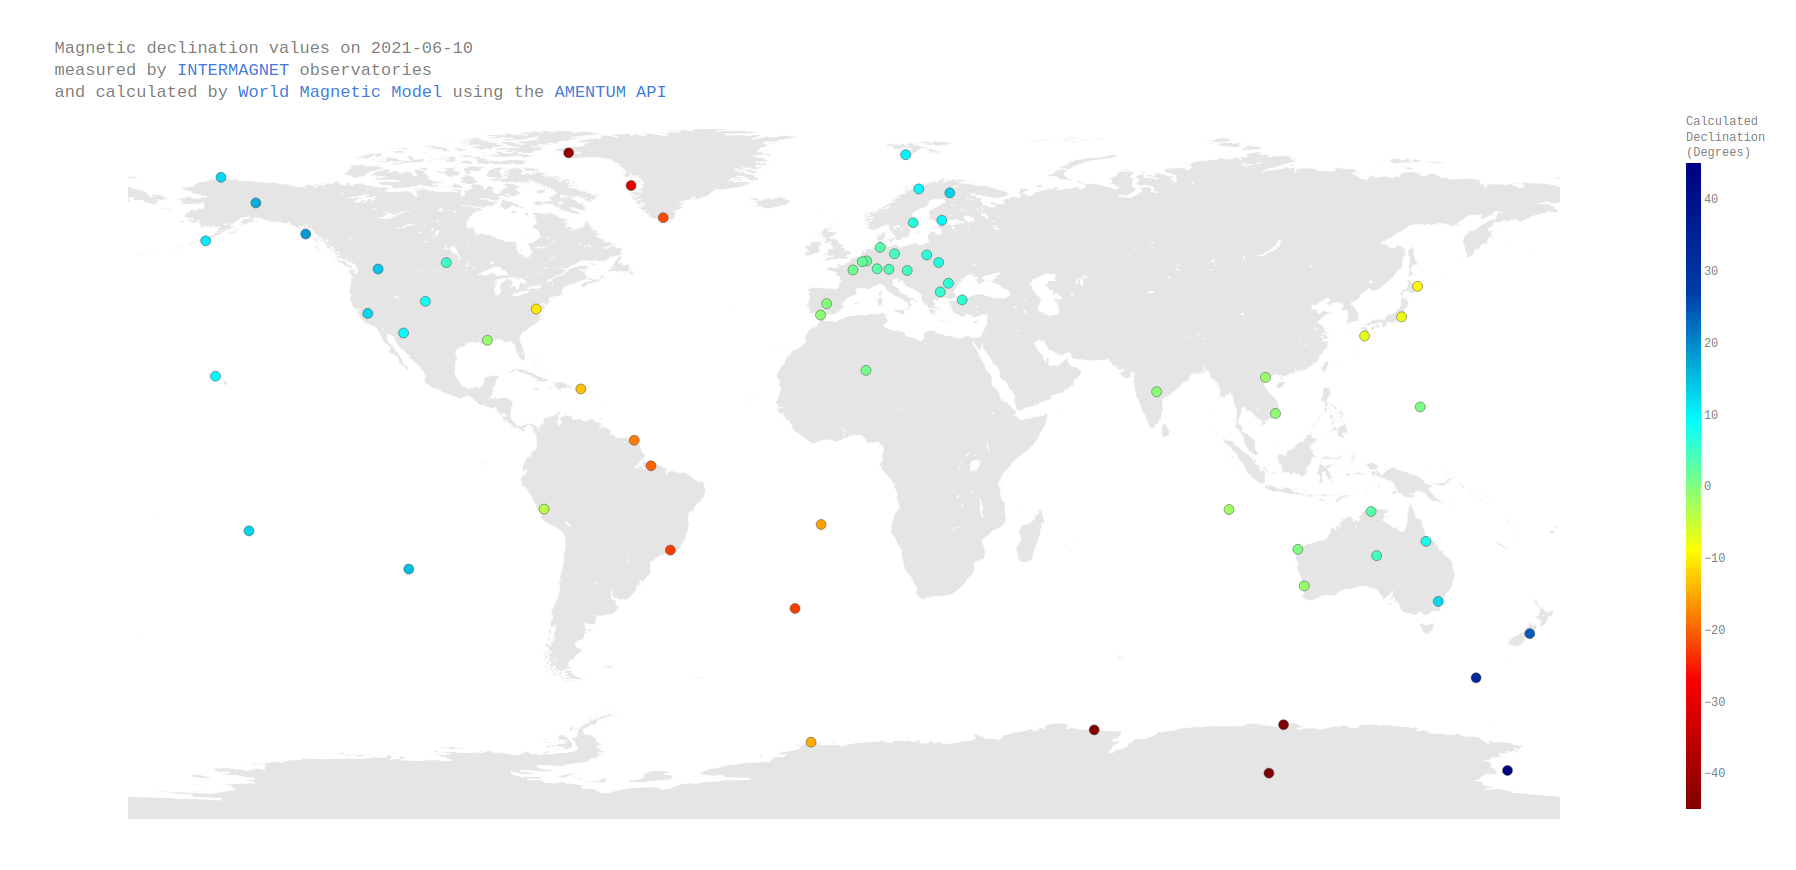 Magnetic declination values on 2021-06-10
measured by INTERMAGNET observatories
and calculated by World Magnetic Model using the AMENTUM API
Calculated
Declination
(Degrees)
40
30
20
10
0
−10
−20
−30
−40